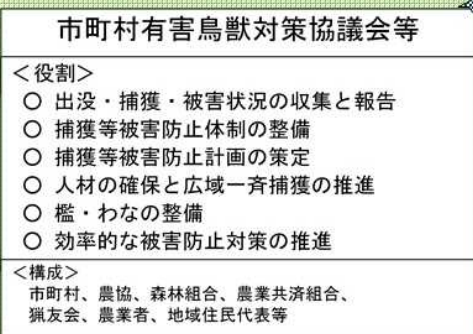 市町村有害鳥獣対策協議会等
＜役割＞
○ 出没・捕獲・被害状況の収集と報告
○ 捕獲等被害防止体制の整備
○ 捕獲等被害防止計画の策定
○ 人材の確保と広域一斉捕獲の推進
○ 檻・わなの整備
○ 効率的な被害防止対策の推進
＜構成＞
市町村、農協、森林組合、農業共済組合、
猟友会、農業者、地域住民代表等